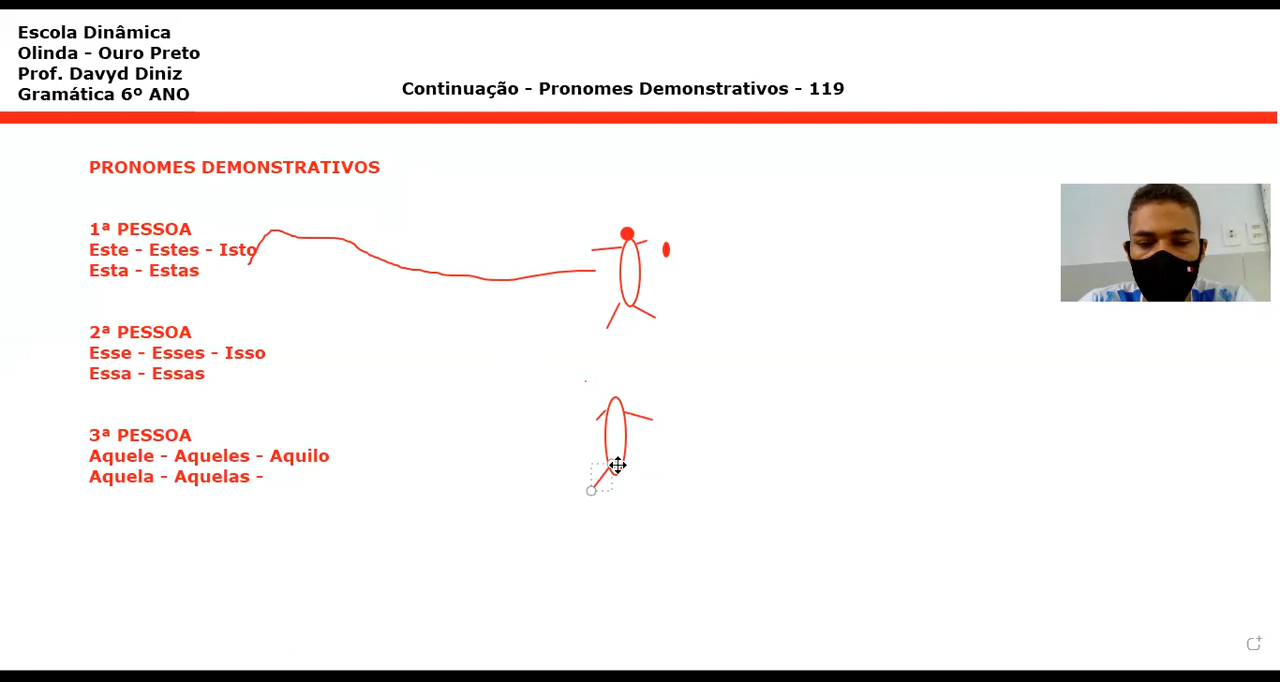 Escola Dinâmica
Olinda - Ouro Preto
Prof. Davyd Diniz
Gramática 6º ANO
Continuação - Pronomes Demonstrativos - 119
PRONOMES DEMONSTRATIVOS
1ª PESSOA
Este - Estes - Isto
Esta - Estas
2ª PESSOA
Esse - Esses - Isso
Essa - Essas
3ª PESSOA
Aquele - Aqueles - Aquilo
Aquela - Aquelas -